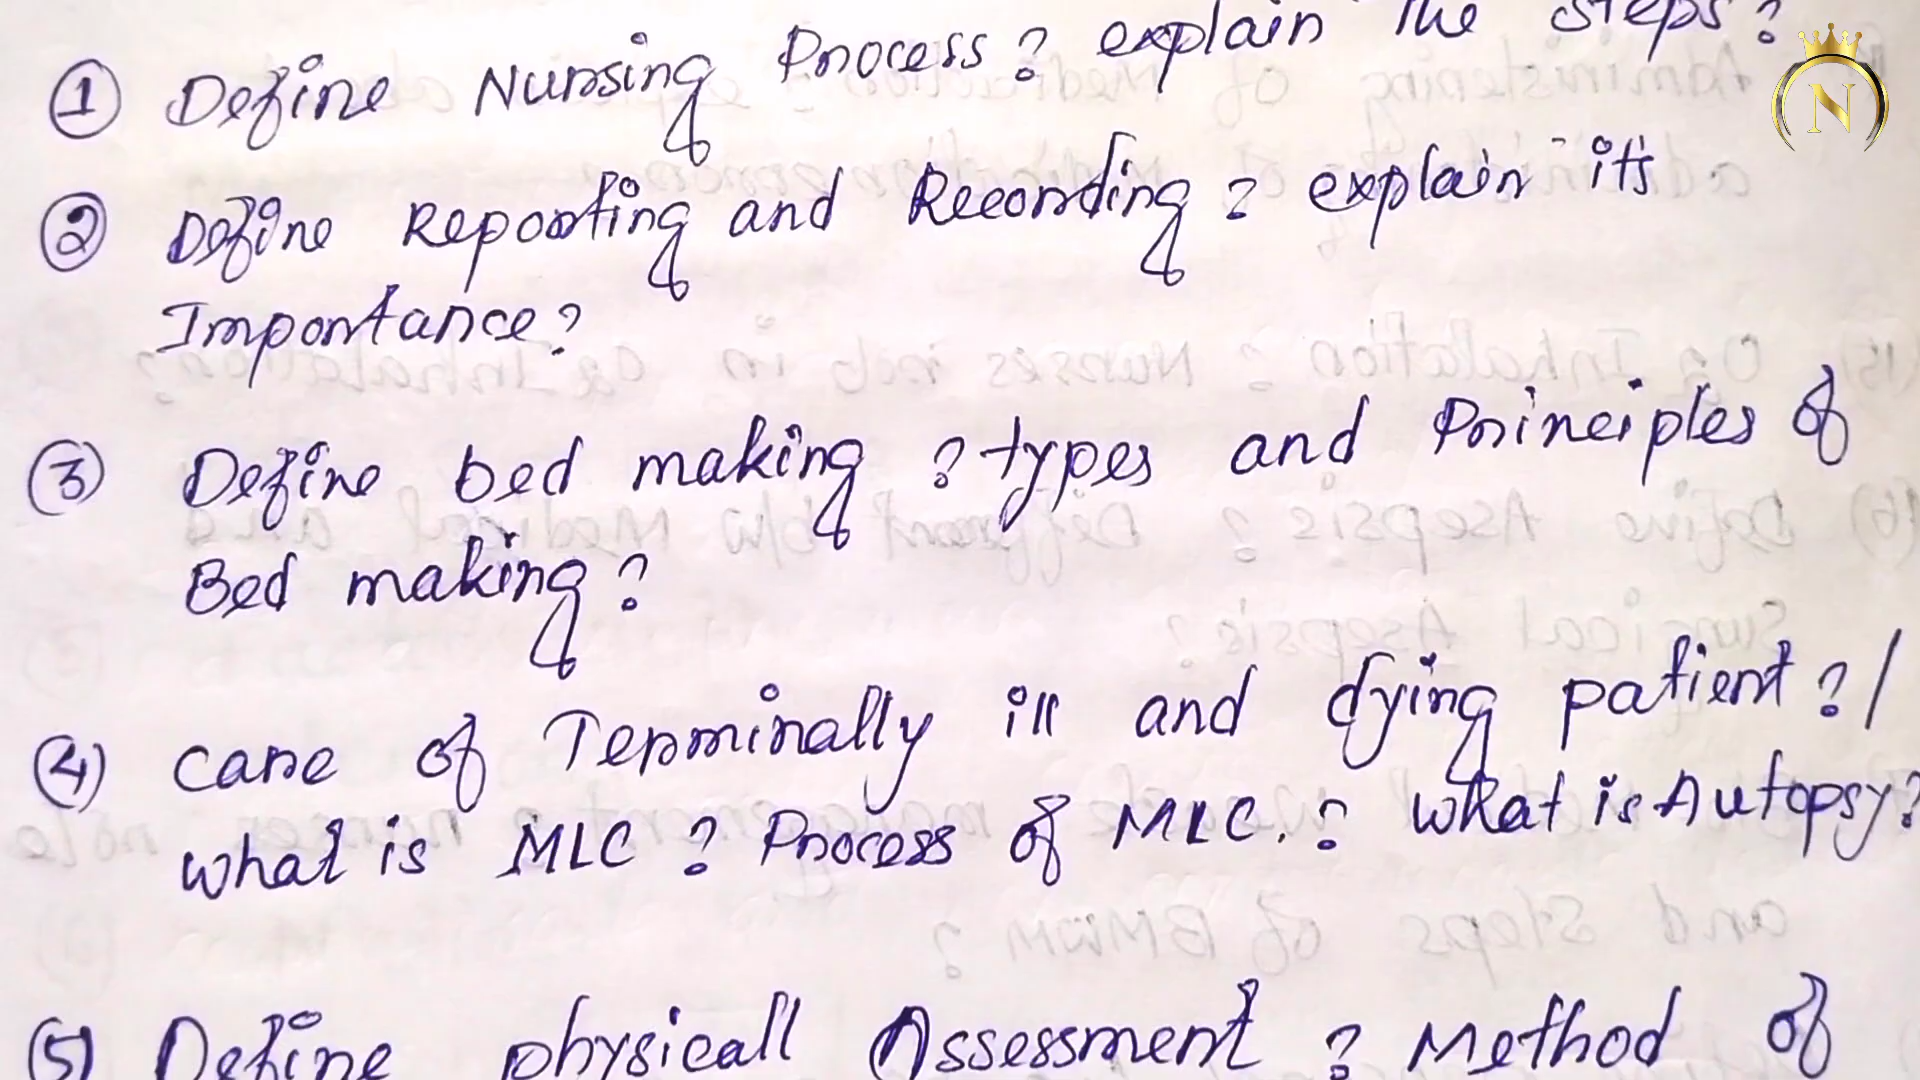 ① Define Nursing Process? explain the steps?
② Define Reporting and Recording? explain it's
Importance?
③ Define bed making? types and Principles of
Bed making?
④ Care of Terminally ill and dying patient?/
what is MLC? Process of MLC.? what is Autopsy?
⑤ Define physicall Assessment? Method of
N